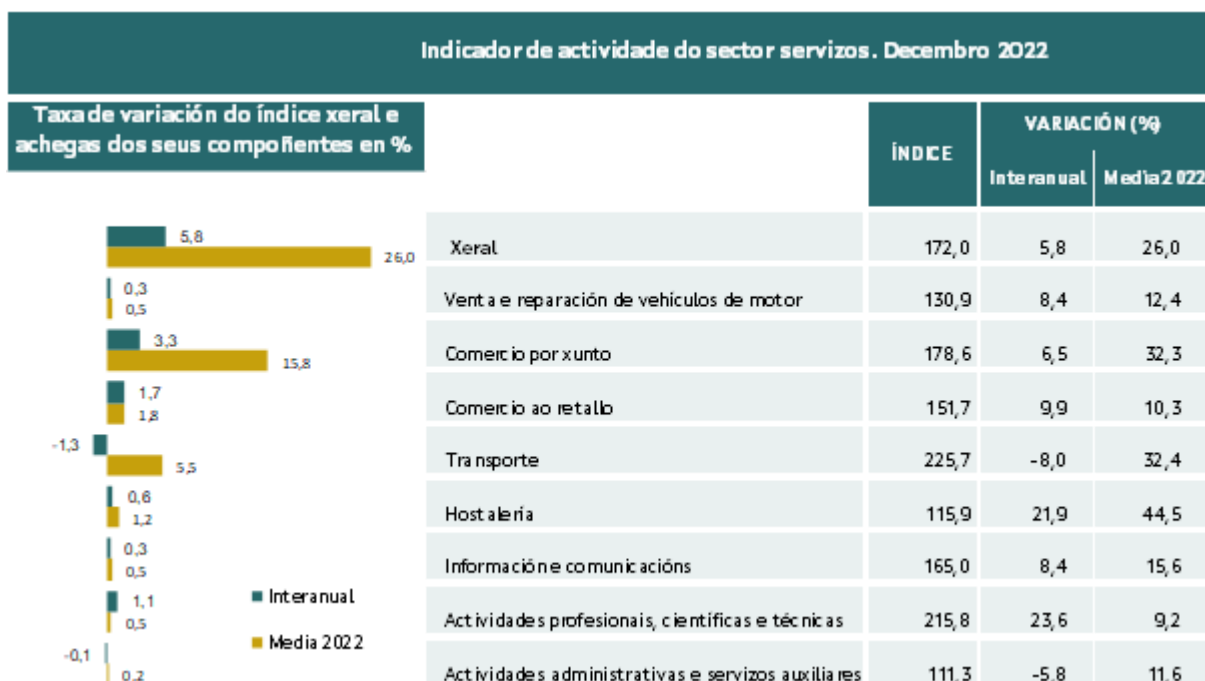 Indicador de actividade do sector servizos. Decembro 2022
Taxa de variación do índice xeral e
achegas dos seus compoñentes en %
ÍNDICE
VARIACIÓN (%)
Interanual
Media 2022
5,8
26,0
Xeral 172,0 5,8 26,0
0,3
0,5
Venta e reparación de vehículos de motor 130,9 8,4 12,4
3,3
15,8
Comercio por xunto 178,6 6,5 32,3
1,7
1,8
Comercio ao retallo 151,7 9,9 10,3
-1,3
5,5
Transporte 225,7 -8,0 32,4
0,6
1,2
Hostalería 115,9 21,9 44,5
0,3
0,5
Información e comunicacións 165,0 8,4 15,6
1,1
0,5
Actividades profesionais, científicas e técnicas 215,8 23,6 9,2
-0,1
0,2
Actividades administrativas e servizos auxiliares 111,3 -5,8 11,6
Interanual
Media 2022